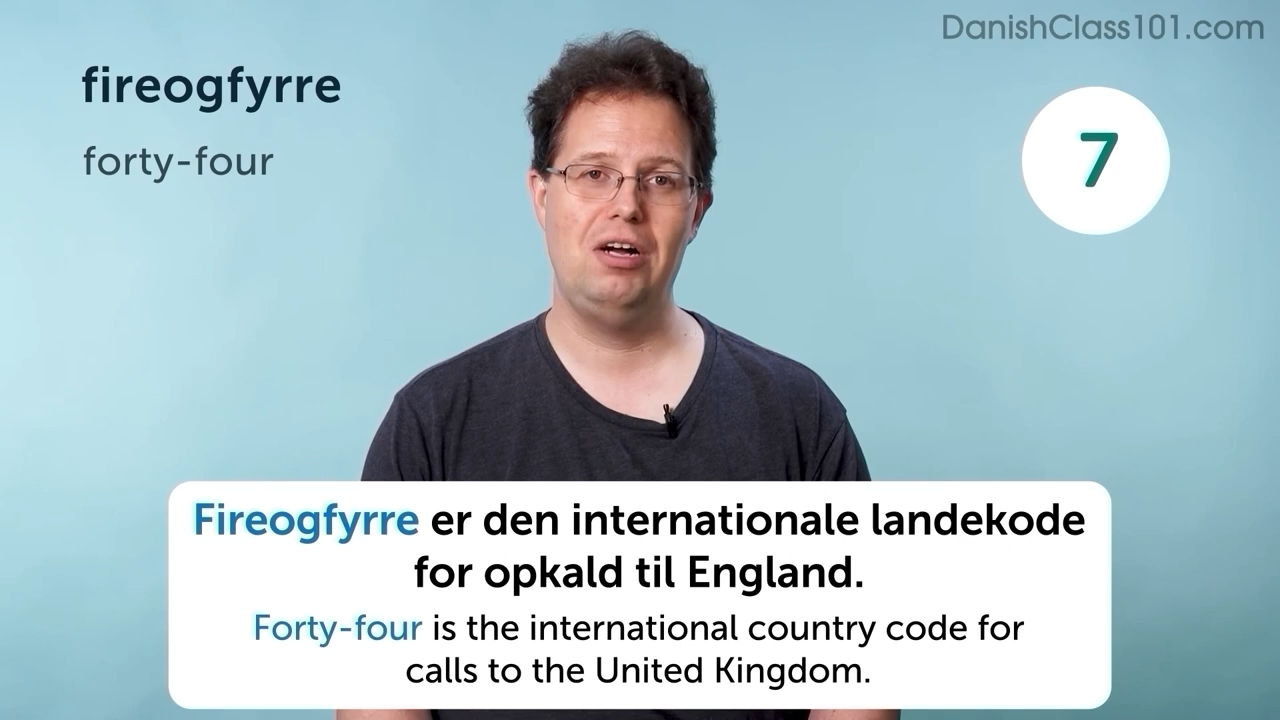 DanishClass101.com
fireogfyrre
forty-four
7
Fireogfyrre er den internationale landekode
for opkald til England.
Forty-four is the international country code for
calls to the United Kingdom.